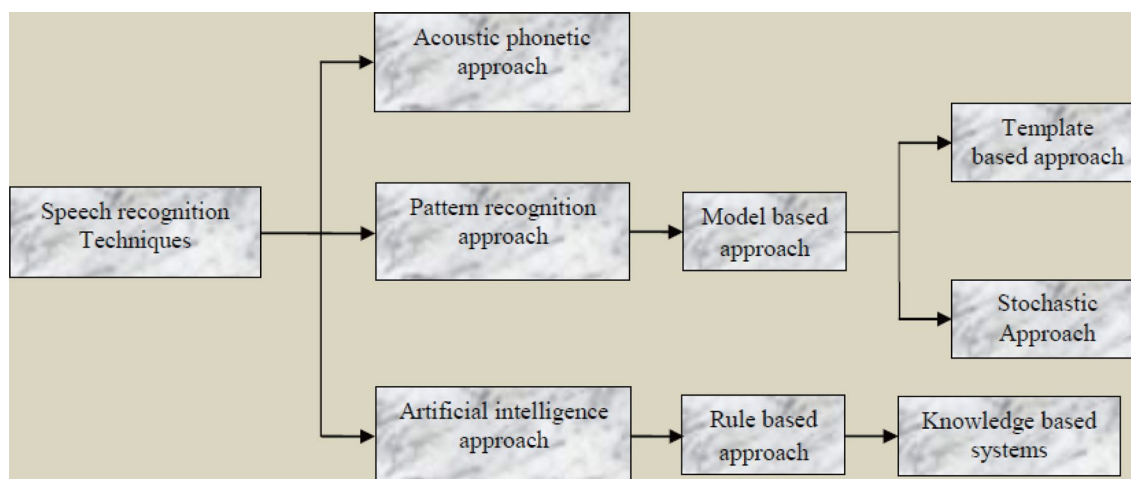 Acoustic phonetic
approach
Template
based approach
Speech recognition
Techniques
Pattern recognition
approach
Model based
approach
Stochastic
Approach
Artificial intelligence
approach
Rule based
approach
Knowledge based
systems